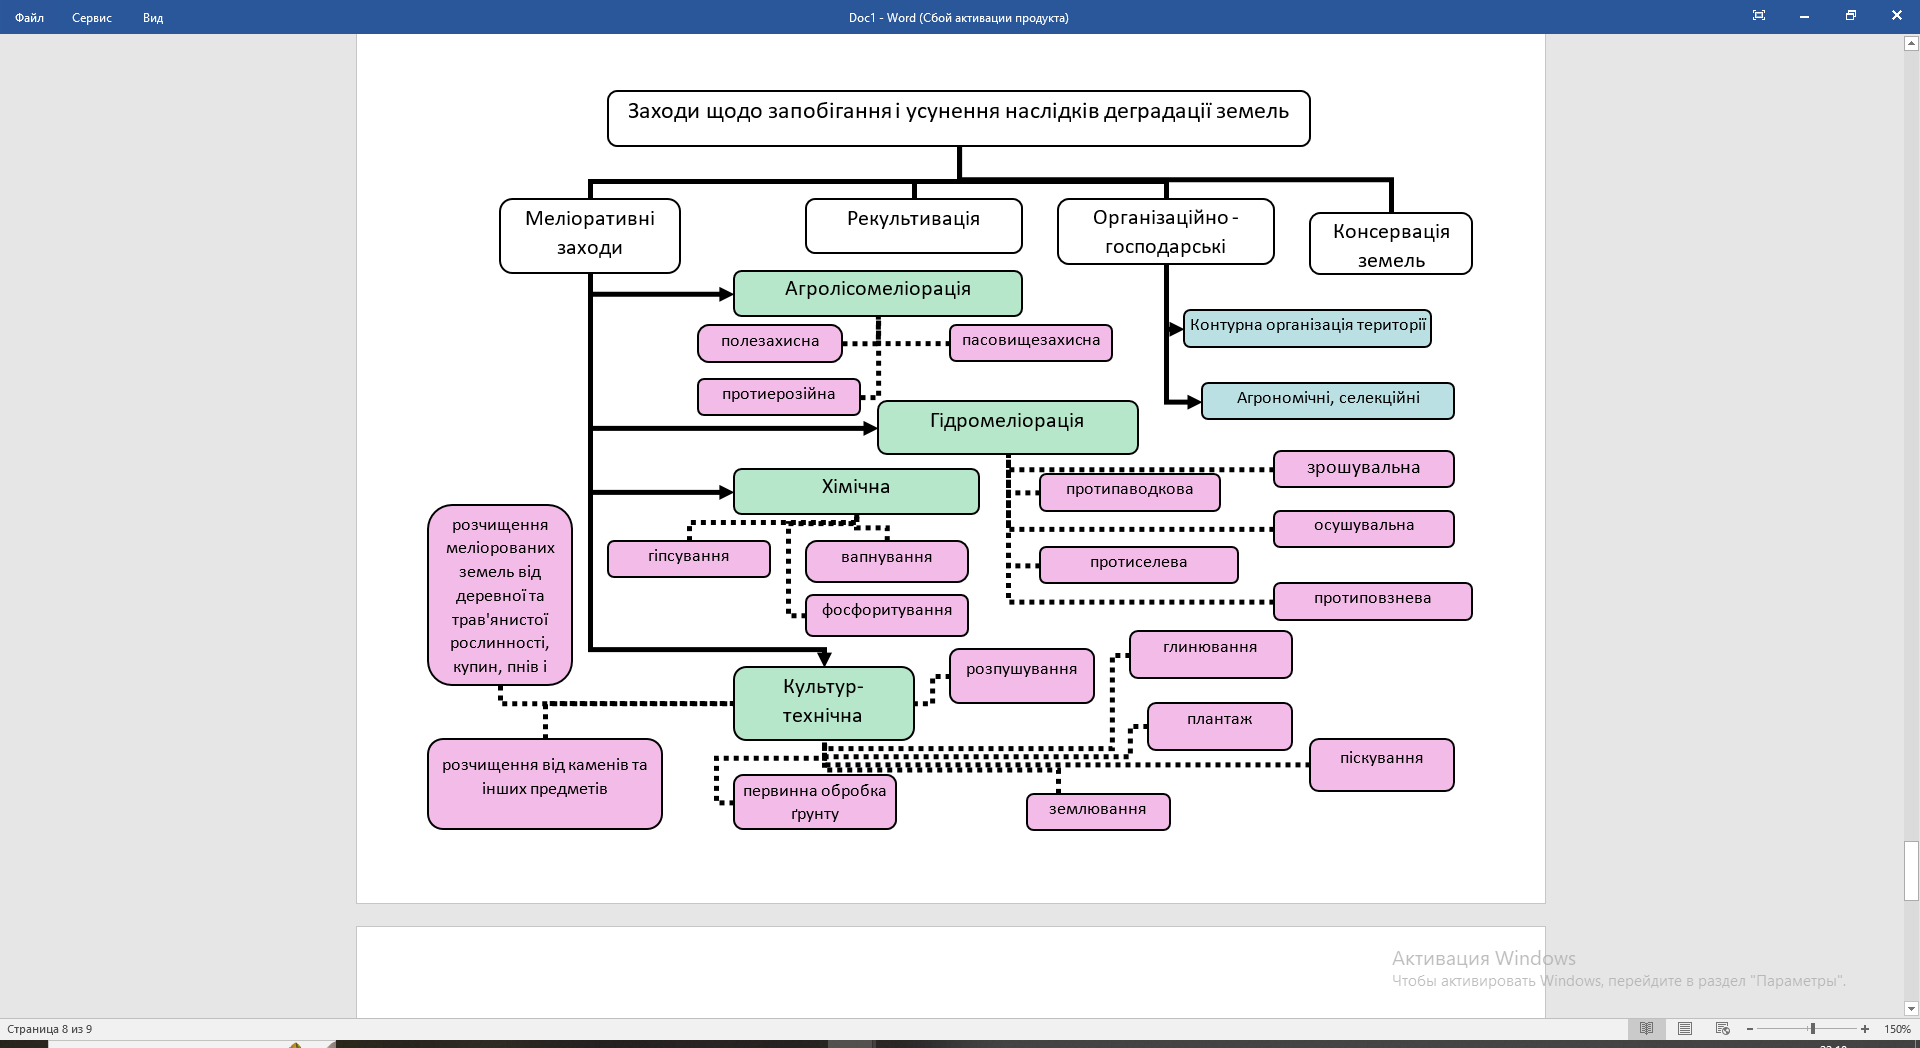 Файл Сервис Вид
Doc1 - Word (Сбой активации продукта)
Заходи щодо запобігання і усунення наслідків деградації земель
Меліоративні
заходи
Рекультивація
Організаційно -
господарські
Консервація
земель
Агролісомеліорація
Контурна організація території
полезахисна
пасовищезахисна
протиерозійна
Агрономічні, селекційні
Гідромеліорація
зрошувальна
Хімічна
протипаводкова
осушувальна
розчищення
меліорованих
земель від
деревної та
трав'янистої
рослинності,
купин, пнів і
гіпсування
вапнування
протиселева
фосфоритування
протиповзнева
глинювання
розпушування
Культур-
технічна
плантаж
піскування
розчищення від каменів та
інших предметів
первинна обробка
ґрунту
землювання
Активация Windows
Чтобы активировать Windows, перейдите в раздел "Параметры".
Страница 8 из 9
150%